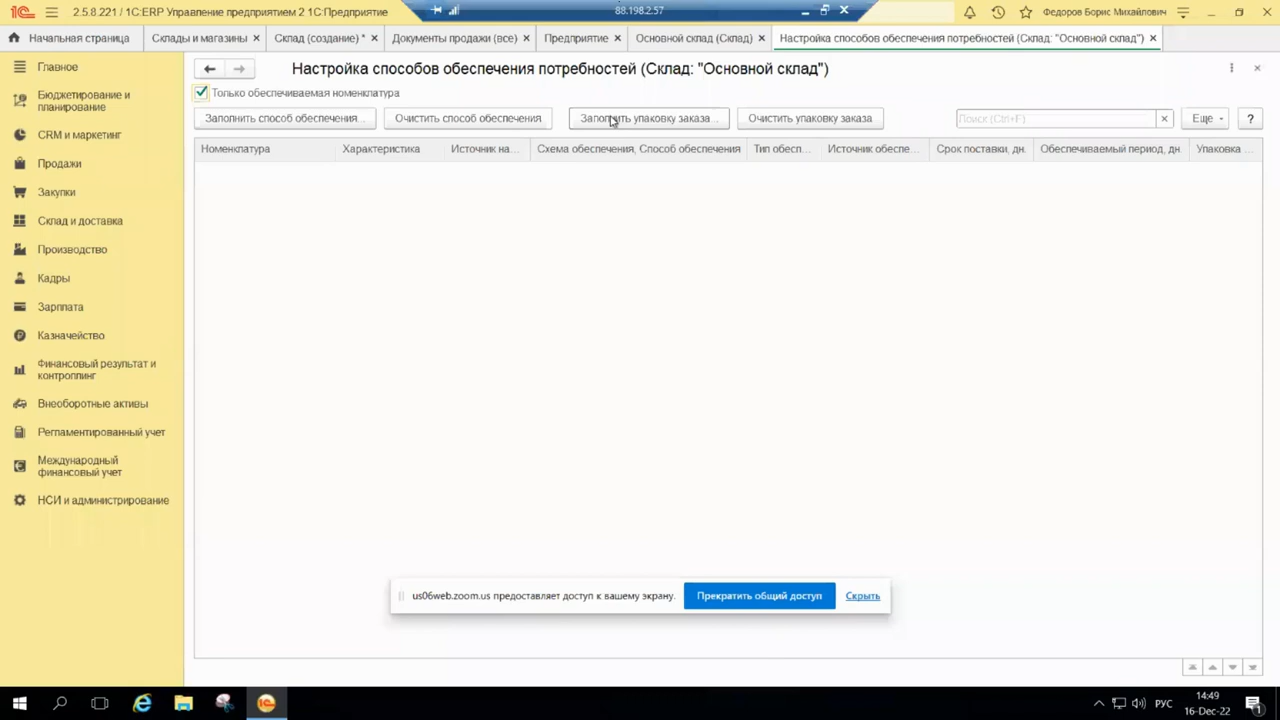 2.5.8.221 / 1C:ERP Управление предприятием 2 1С:Предприятие
88.198.2.57
Федоров Борис Михайлович
Начальная страница
Склады и магазины
Склад (создание) *
Документы продажи (все)
Предприятие
Основной склад (Склад)
Настройка способов обеспечения потребностей (Склад: "Основной склад")
Главное
Бюджетирование и
планирование
CRM и маркетинг
Продажи
Закупки
Склад и доставка
Производство
Кадры
Зарплата
Казначейство
Финансовый результат и
контроллинг
Внеоборотные активы
Регламентированный учет
Международный
финансовый учет
НСИ и администрирование
Настройка способов обеспечения потребностей (Склад: "Основной склад")
Только обеспечиваемая номенклатура
Заполнить способ обеспечения...
Очистить способ обеспечения
Заполнить упаковку заказа...
Очистить упаковку заказа
Поиск (Ctrl+F)
Еще
?
Номенклатура
Характеристика
Источник на...
Схема обеспечения, Способ обеспечения
Тип обесп...
Источник обеспе...
Срок поставки, дн.
Обеспечиваемый период, дн.
Упаковка ...
us06web.zoom.us предоставляет доступ к вашему экрану.
Прекратить общий доступ
Скрыть
РУС
14:49
16-Dec-22
1